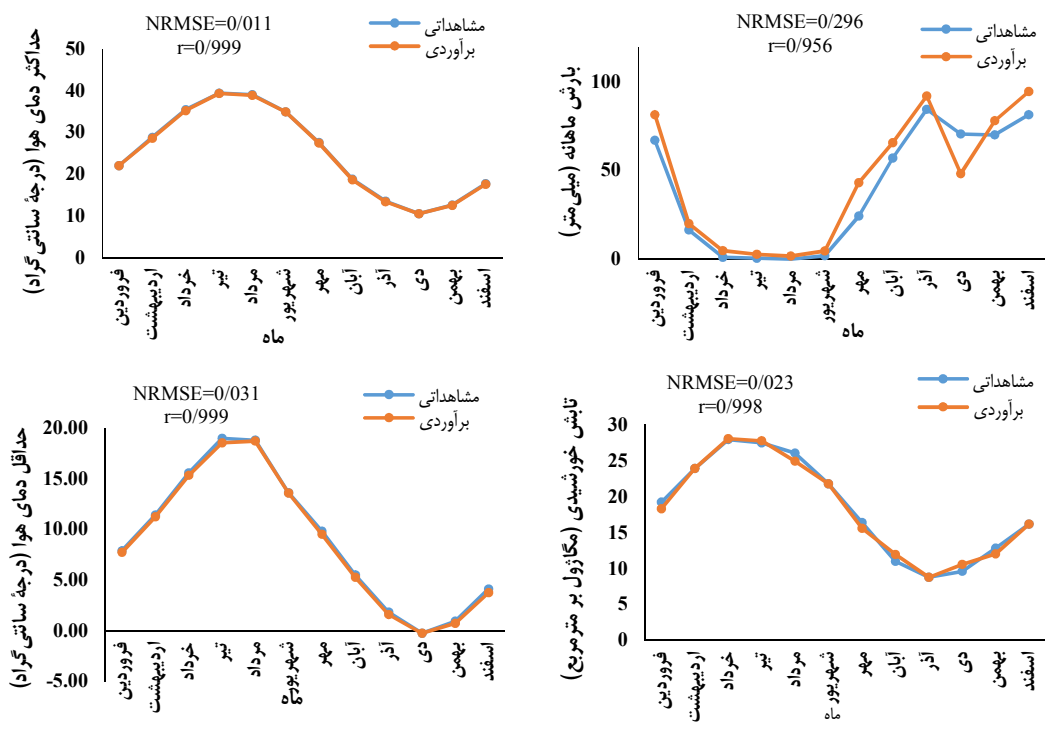 NRMSE=0/011
r=0/999
مشاهداتی
برآوردی
حداکثر دمای هوا (درجهٔ سانتی‌گراد)
50
40
30
20
10
0
فروردین
اردیبهشت
خرداد
تیر
مرداد
شهریور
مهر
آبان
آذر
دی
بهمن
اسفند
ماه
NRMSE=0/296
r=0/956
مشاهداتی
برآوردی
بارش ماهانه (میلی‌متر)
100
50
0
فروردین
اردیبهشت
خرداد
تیر
مرداد
شهریور
مهر
آبان
آذر
دی
بهمن
اسفند
ماه
NRMSE=0/031
r=0/999
مشاهداتی
برآوردی
حداقل دمای هوا (درجهٔ سانتی‌گراد)
20.00
15.00
10.00
5.00
0.00
-5.00
فروردین
اردیبهشت
خرداد
تیر
مرداد
شهریور
مهر
آبان
آذر
دی
بهمن
اسفند
ماه
NRMSE=0/023
r=0/998
مشاهداتی
برآوردی
تابش خورشیدی (مگاژول بر مترمربع)
30
25
20
15
10
5
0
فروردین
اردیبهشت
خرداد
تیر
مرداد
شهریور
مهر
آبان
آذر
دی
بهمن
اسفند
ماه